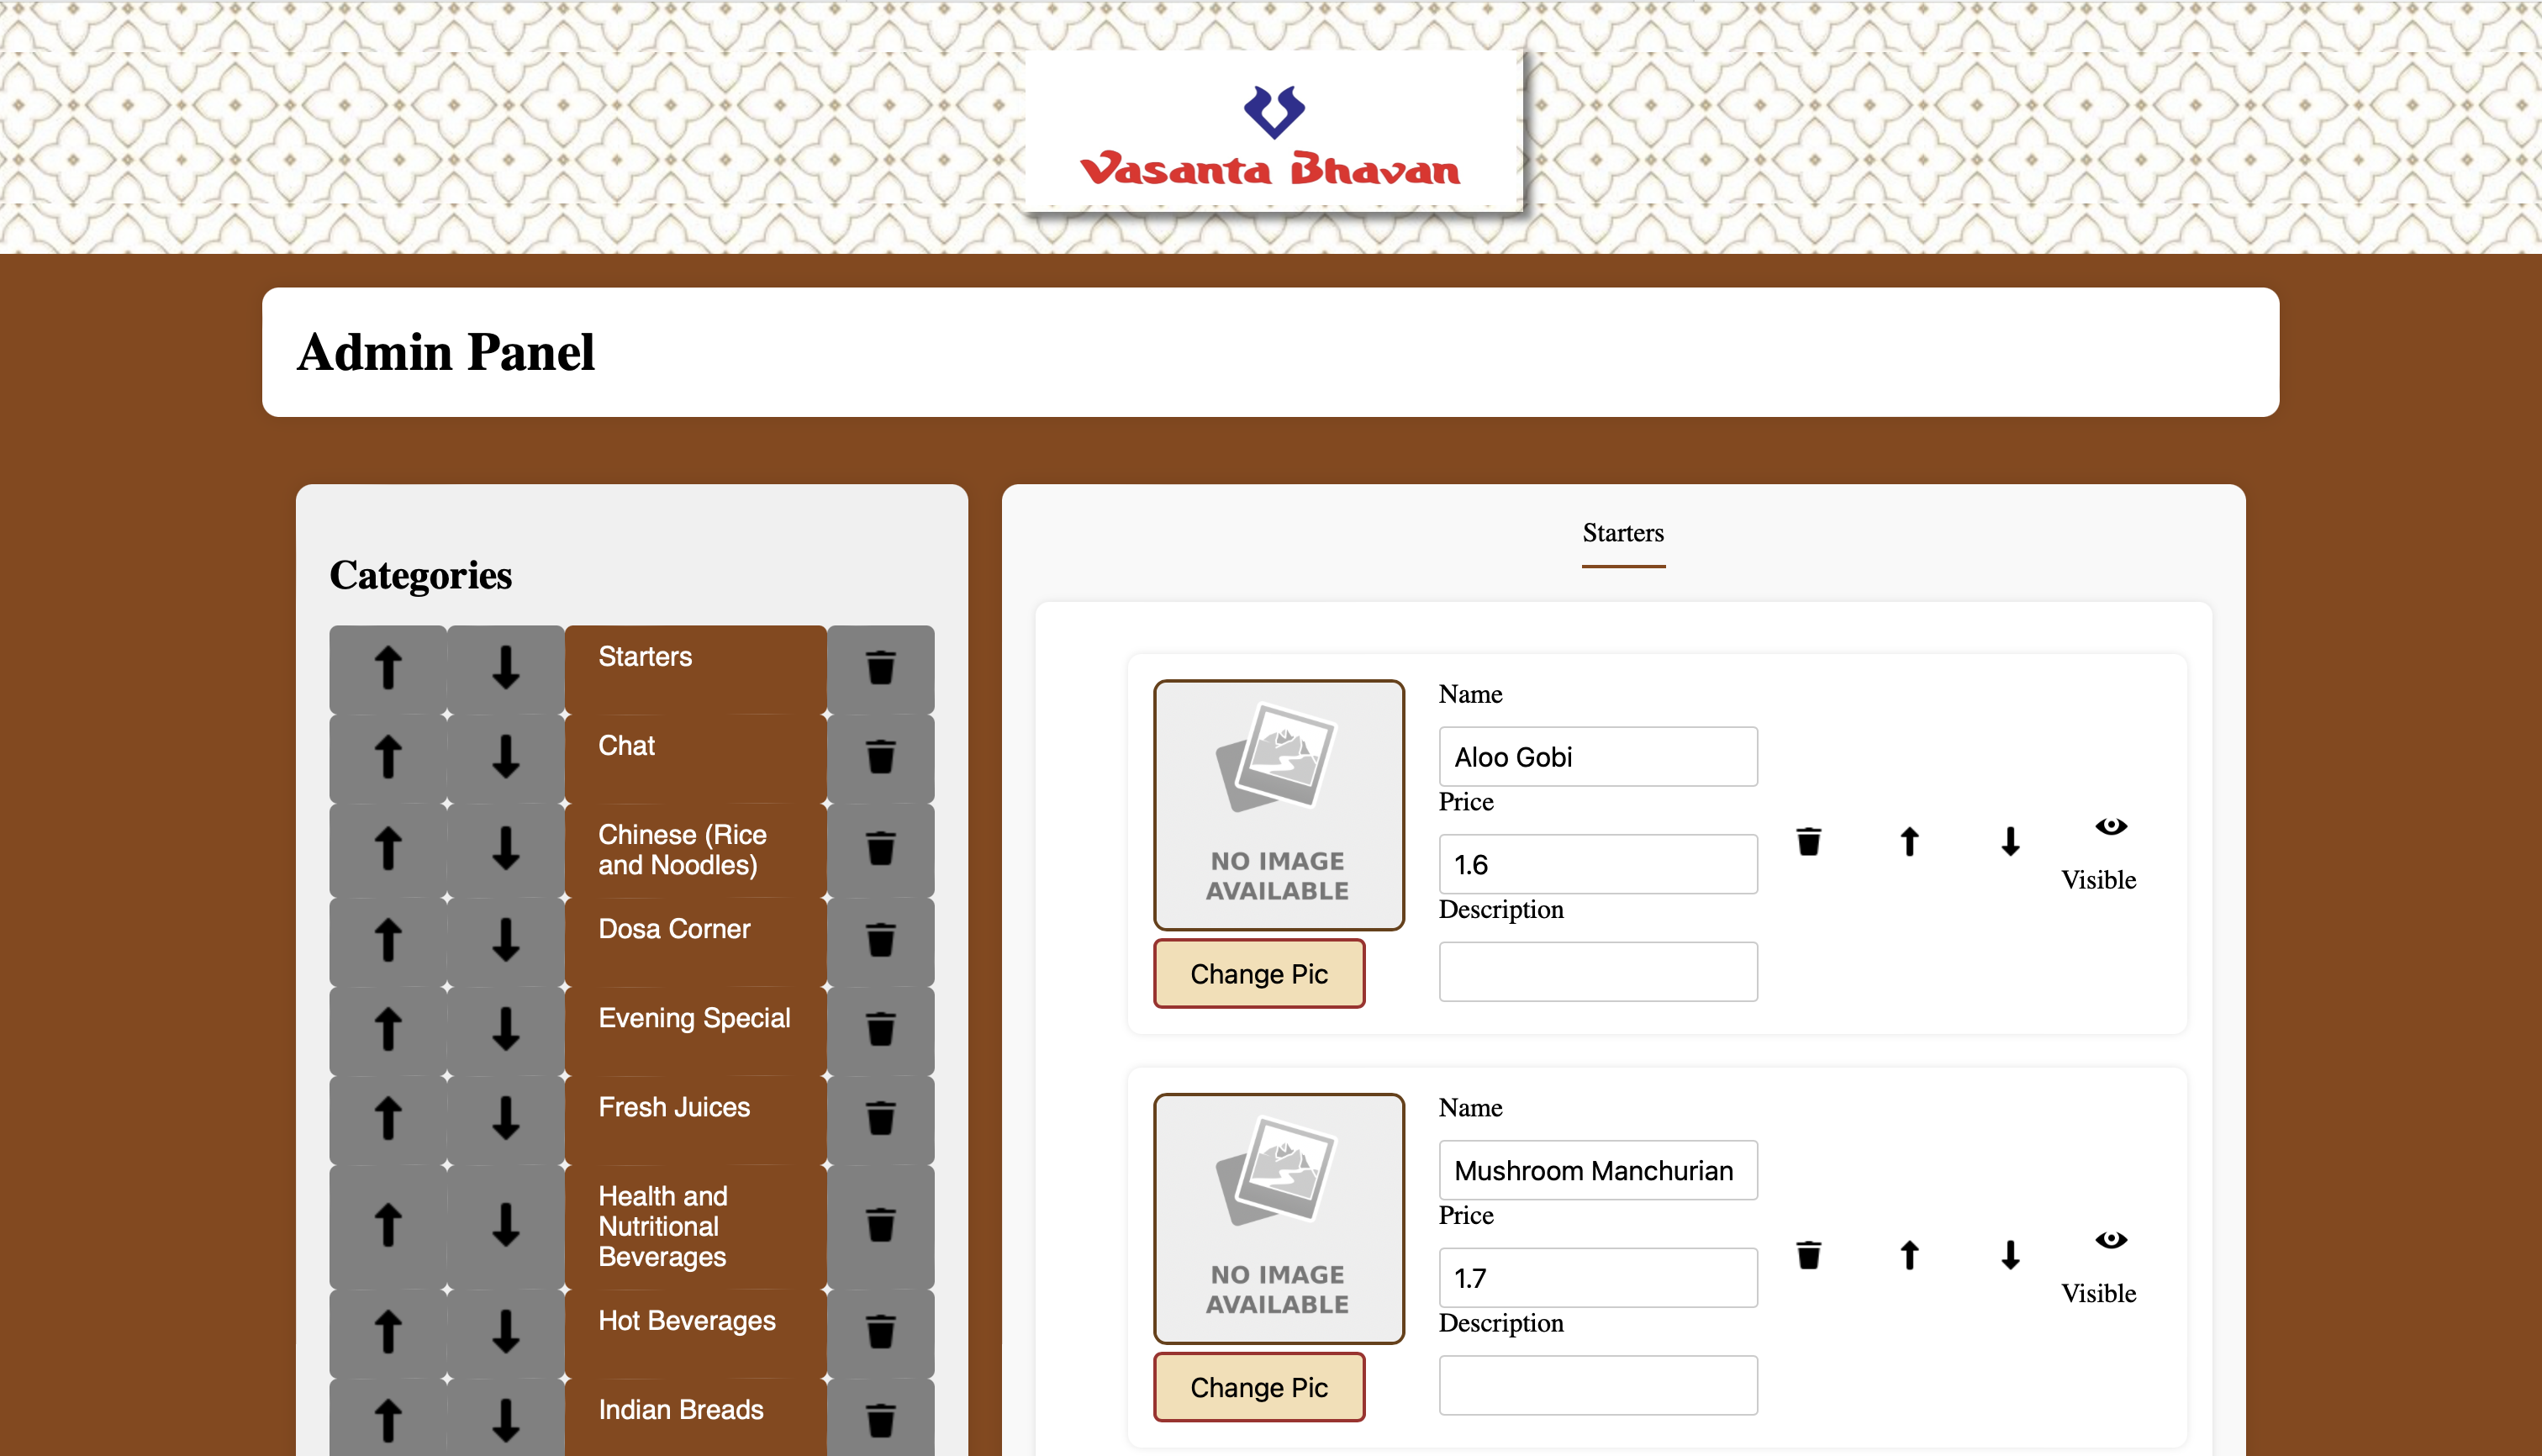 Vasanta Bhavan
Admin Panel
Categories
Starters
Chat
Chinese (Rice
and Noodles)
Dosa Corner
Evening Special
Fresh Juices
Health and
Nutritional
Beverages
Hot Beverages
Indian Breads
Starters
NO IMAGE
AVAILABLE
Change Pic
Name
Aloo Gobi
Price
1.6
Description
Visible
NO IMAGE
AVAILABLE
Change Pic
Name
Mushroom Manchurian
Price
1.7
Description
Visible